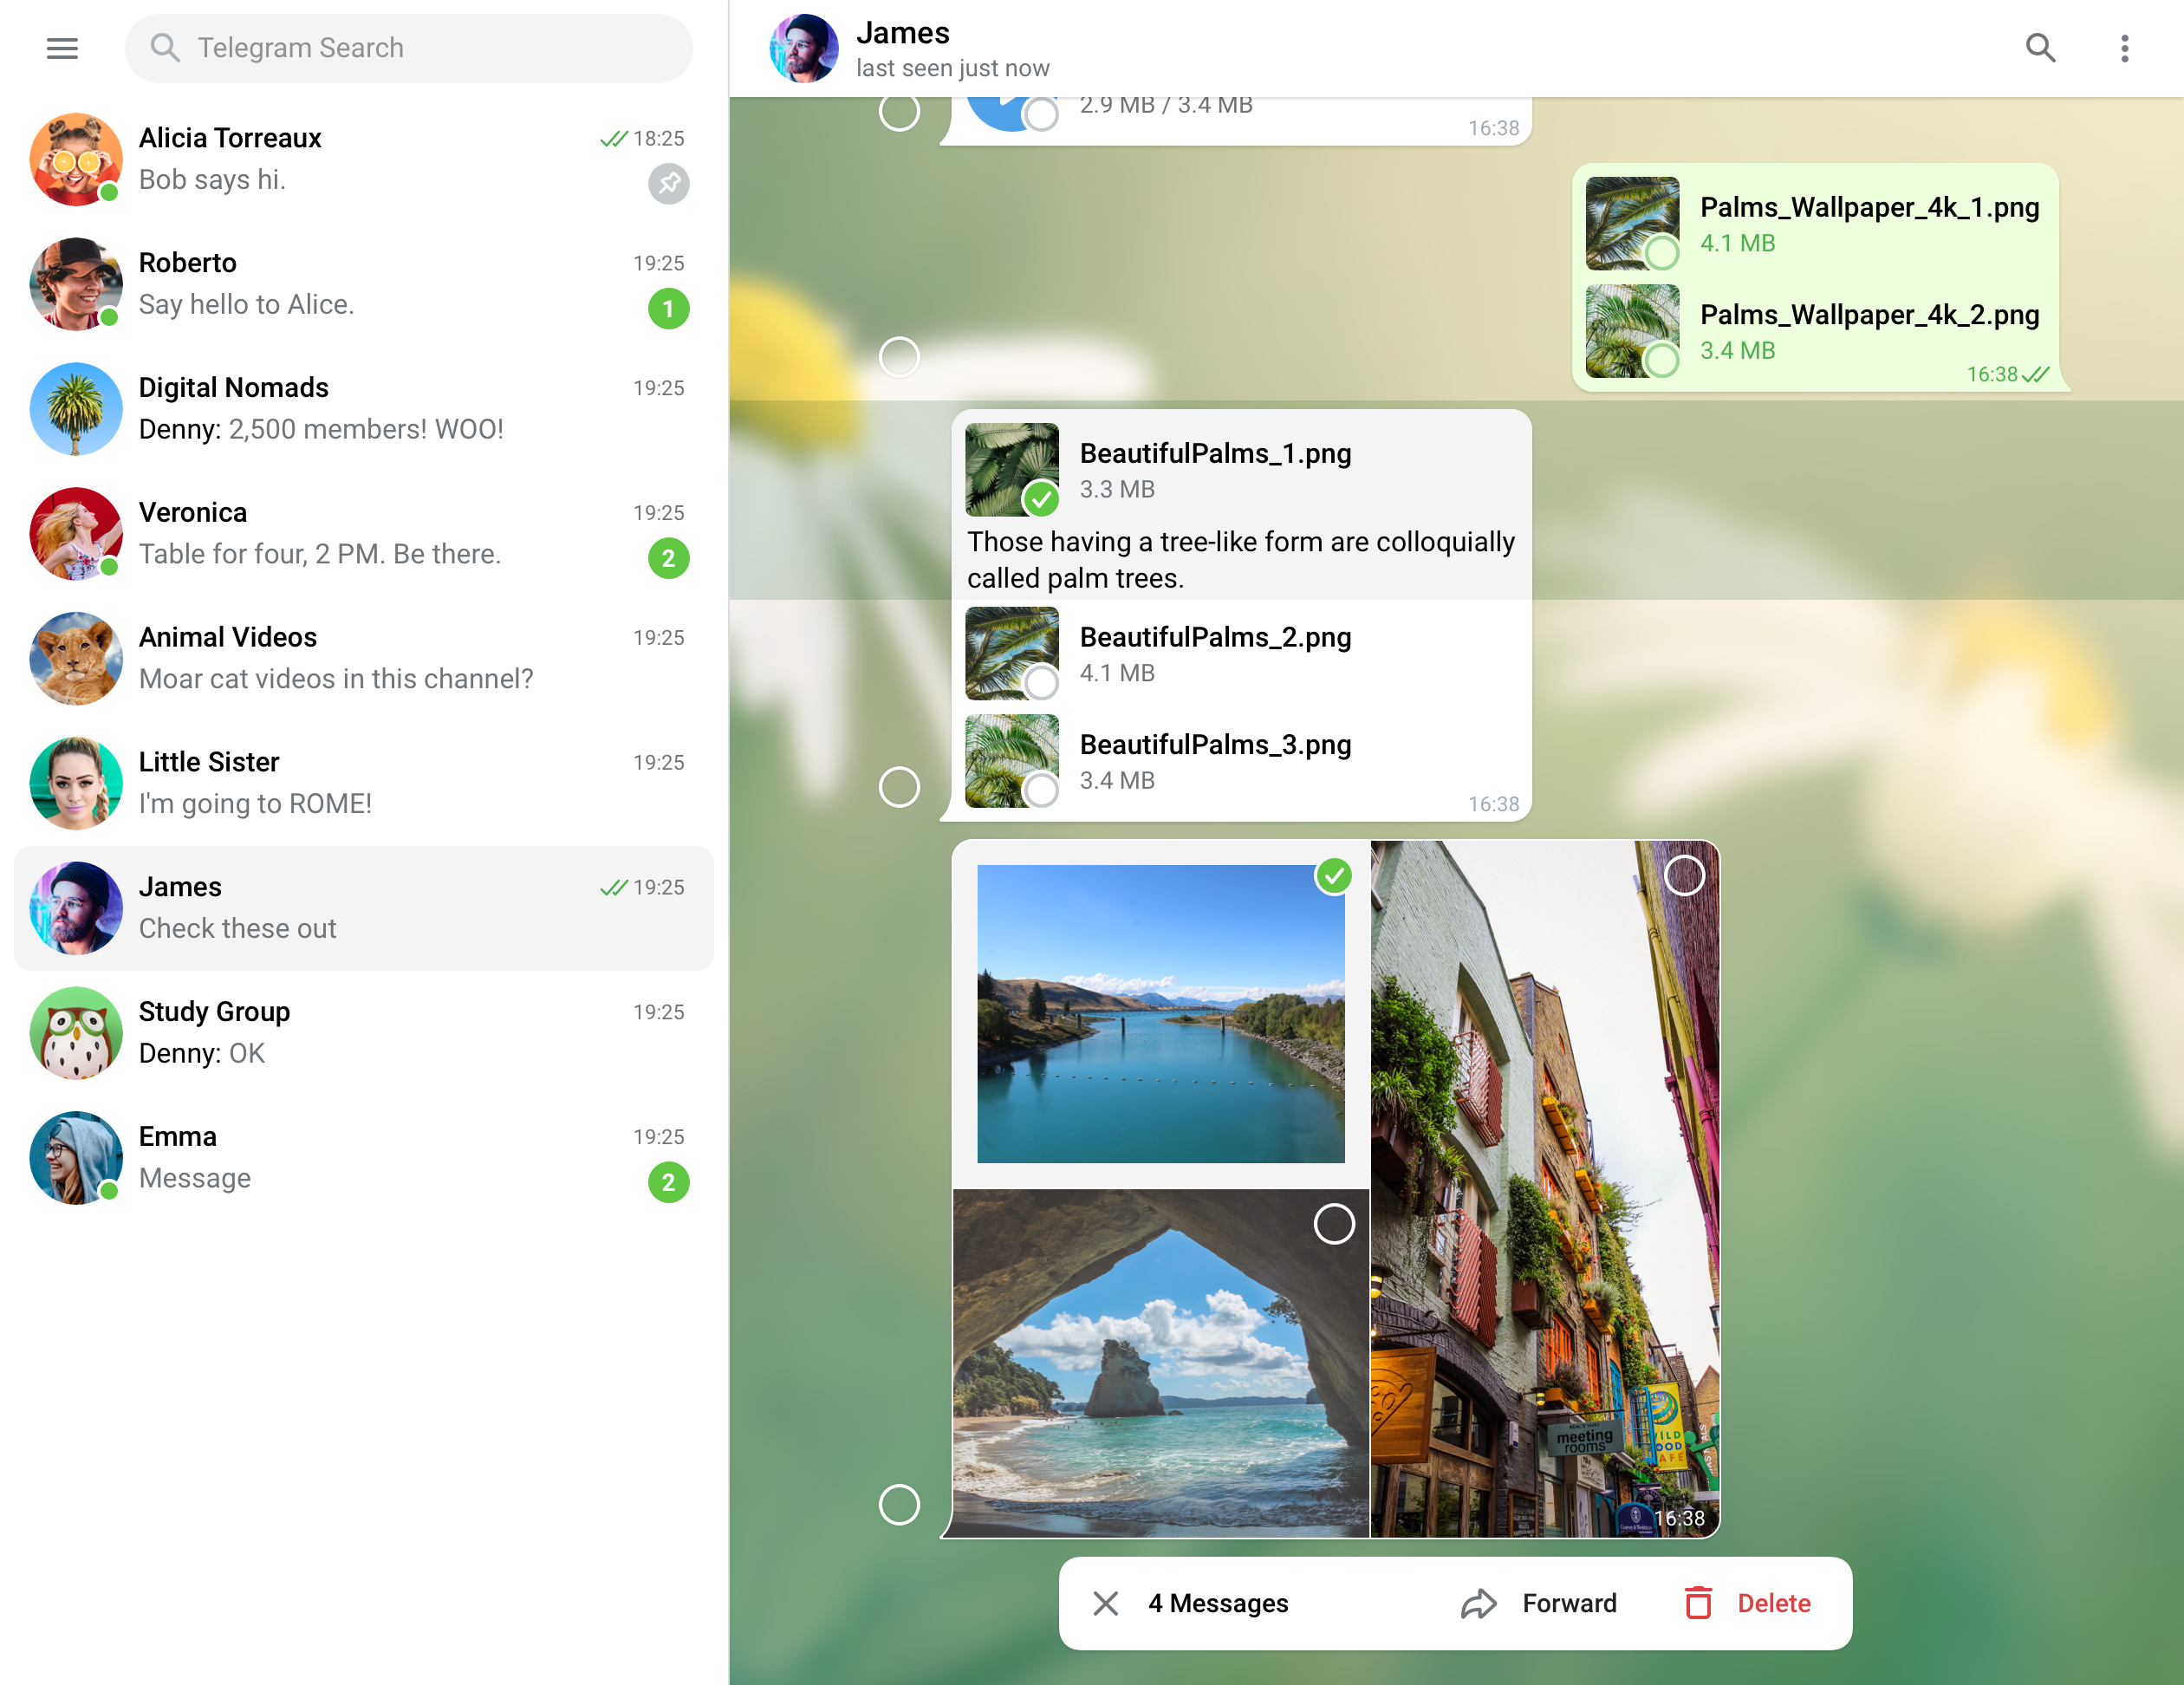 Telegram Search
Alicia Torreaux
18:25
Bob says hi.
Roberto
19:25
Say hello to Alice.
1
Digital Nomads
19:25
Denny: 2,500 members! WOO!
Veronica
19:25
Table for four, 2 PM. Be there.
2
Animal Videos
19:25
Moar cat videos in this channel?
Little Sister
19:25
I'm going to ROME!
James
19:25
Check these out
Study Group
19:25
Denny: OK
Emma
19:25
Message
2
James
last seen just now
2.9 MB / 3.4 MB
16:38
Palms_Wallpaper_4k_1.png
4.1 MB
Palms_Wallpaper_4k_2.png
3.4 MB
16:38
BeautifulPalms_1.png
3.3 MB
Those having a tree-like form are colloquially
called palm trees.
BeautifulPalms_2.png
4.1 MB
BeautifulPalms_3.png
3.4 MB
16:38
meeting
rooms
16:38
4 Messages
Forward
Delete